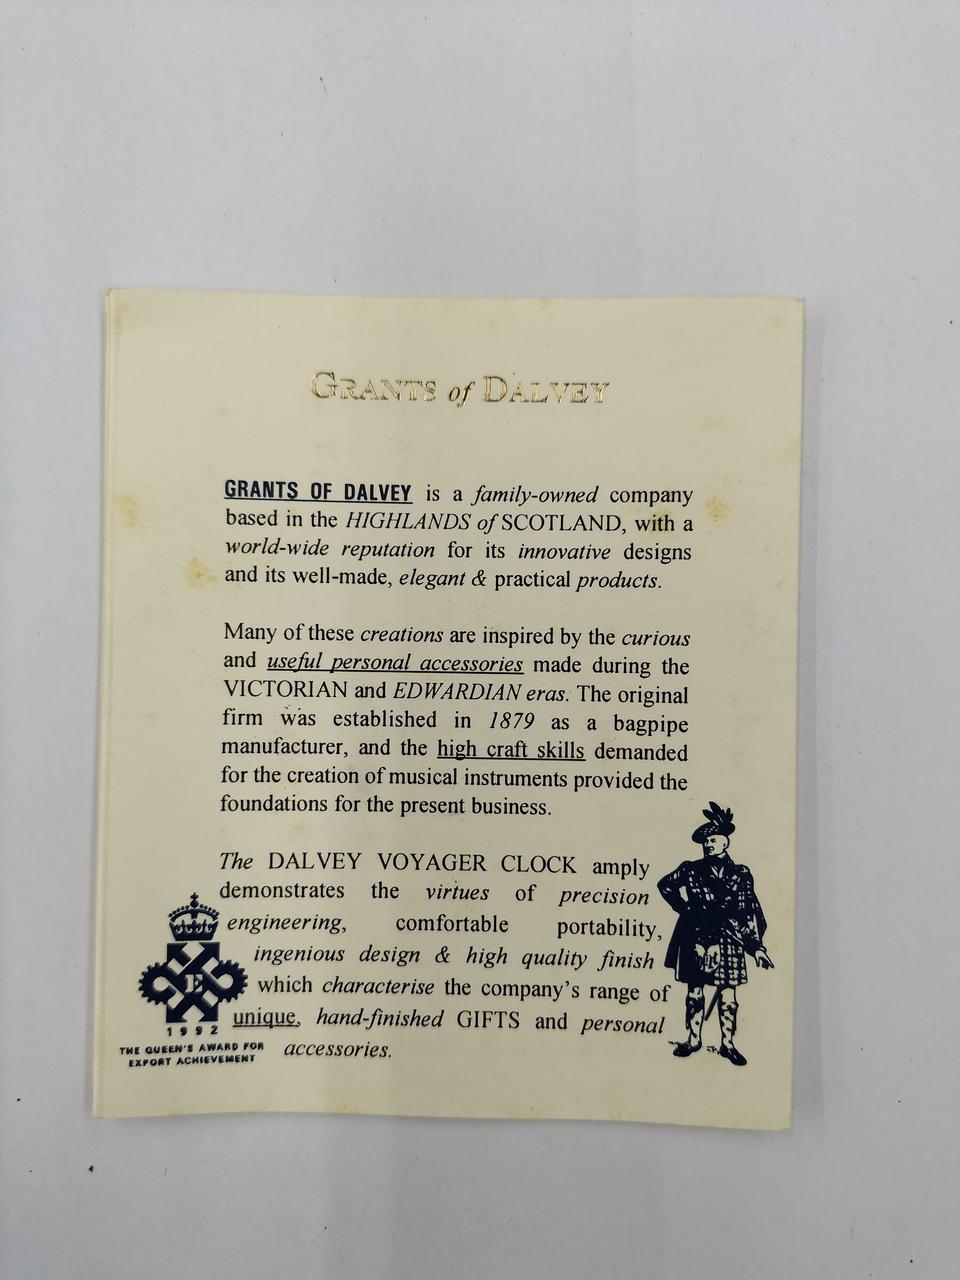 GRANTS of DALVEY
GRANTS OF DALVEY is a family-owned company
based in the HIGHLANDS of SCOTLAND, with a
world-wide reputation for its innovative designs
and its well-made, elegant & practical products.
Many of these creations are inspired by the curious
and useful personal accessories made during the
VICTORIAN and EDWARDIAN eras. The original
firm was established in 1879 as a bagpipe
manufacturer, and the high craft skills demanded
for the creation of musical instruments provided the
foundations for the present business.
The DALVEY VOYAGER CLOCK amply
demonstrates the virtues of precision
engineering, comfortable portability,
ingenious design & high quality finish
which characterise the company's range of
unique, hand-finished GIFTS and personal
accessories.
E
1992
THE QUEEN'S AWARD FOR
EXPORT ACHIEVEMENT